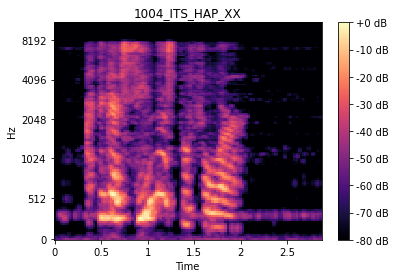 1004_ITS_HAP_XX
+0 dB
8192
-10 dB
4096
-20 dB
-30 dB
2048
-40 dB
Hz
1024
-50 dB
-60 dB
512
-70 dB
0
-80 dB
0 0.5 1 1.5 2 2.5
Time